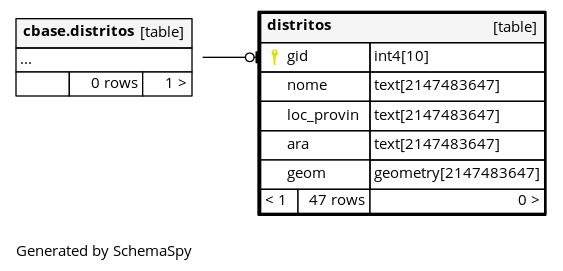 cbase.distritos [table]
...
0 rows 1 >
distritos [table]
gid int4[10]
nome text[2147483647]
loc_provin text[2147483647]
ara text[2147483647]
geom geometry[2147483647]
< 1 47 rows 0 >
Generated by SchemaSpy